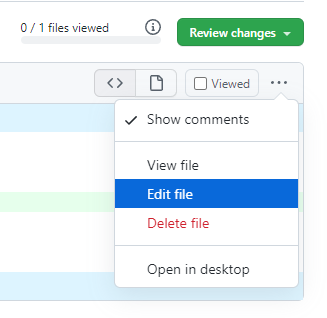 0 / 1 files viewed
Review changes
Viewed
Show comments
View file
Edit file
Delete file
Open in desktop